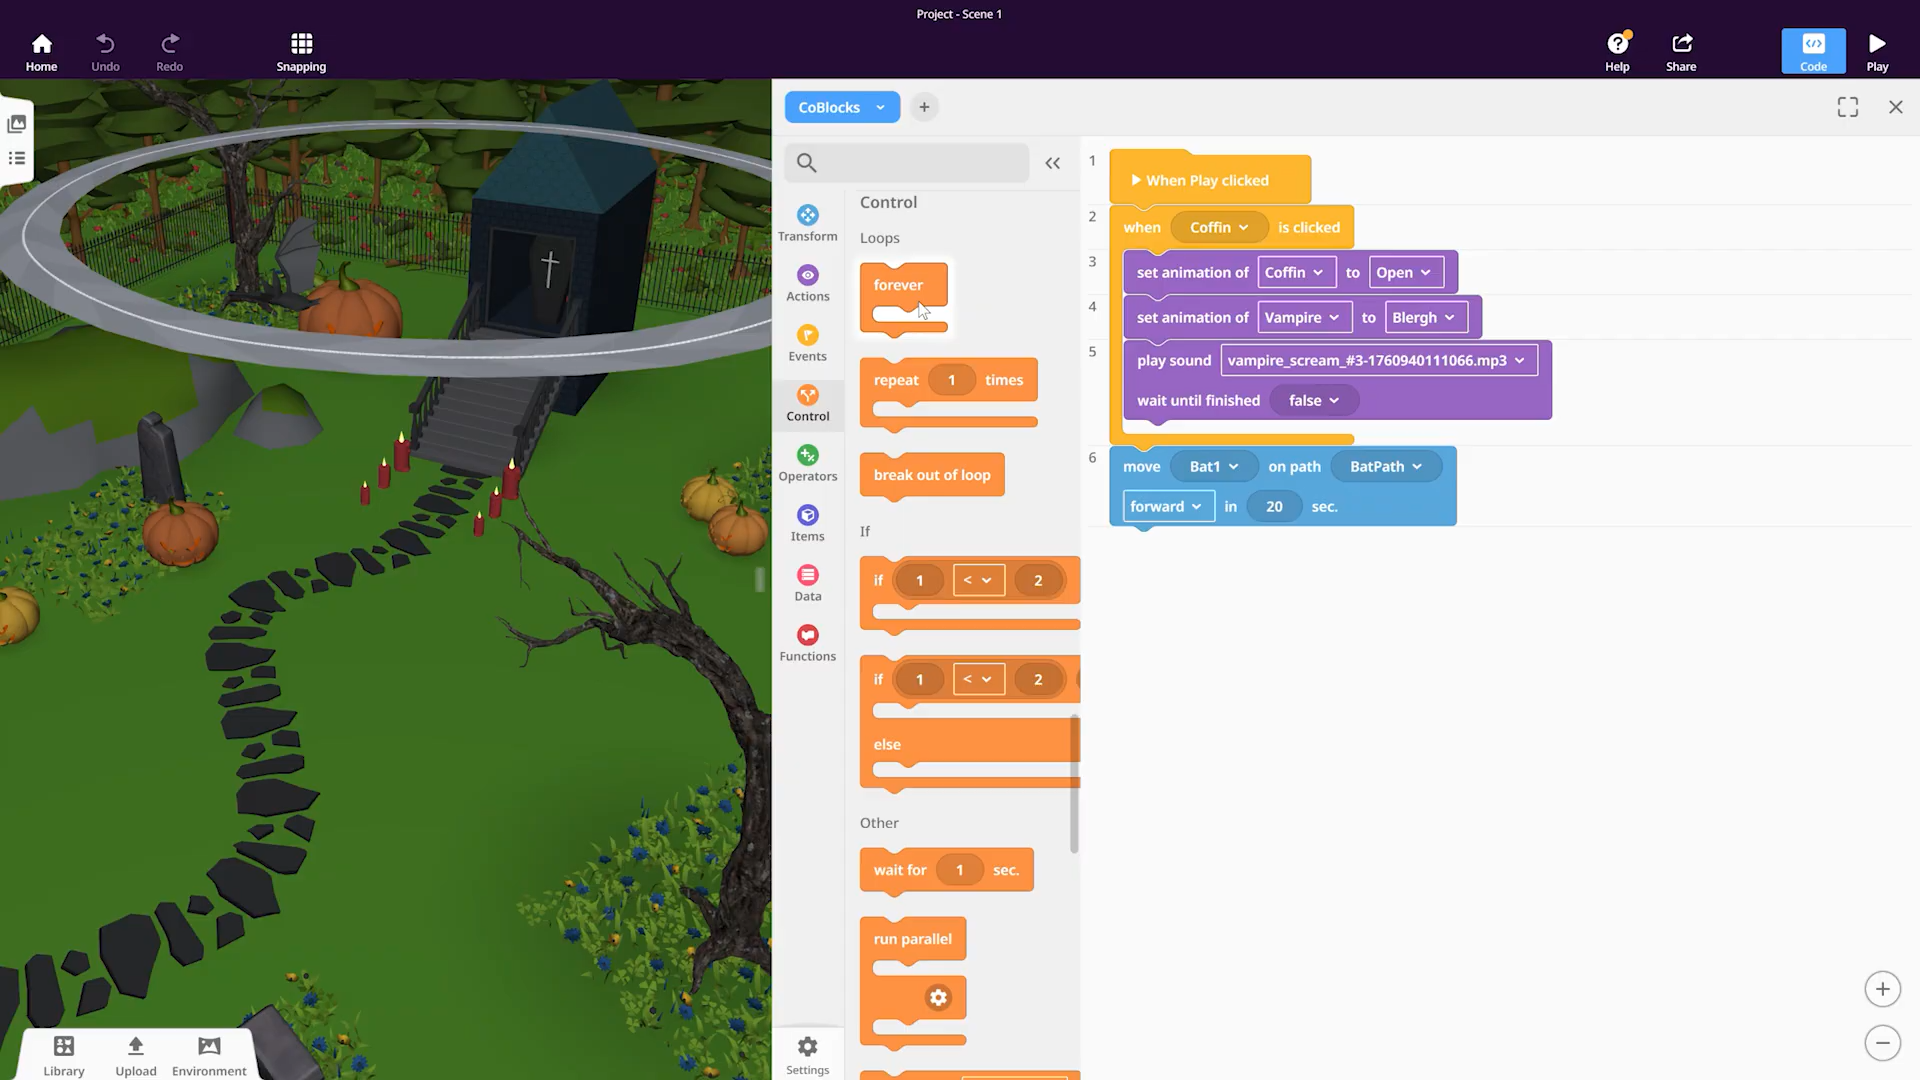 Project - Scene 1
Home
Undo
Redo
Snapping
Help
Share
Code
Play
CoBlocks
Transform
Actions
Events
Control
Operators
Items
Data
Functions
Settings
Control
Loops
forever
repeat 1 times
break out of loop
If
if 1 < 2
if 1 < 2
else
Other
wait for 1 sec.
run parallel
1 When Play clicked
2 when Coffin is clicked
3 set animation of Coffin to Open
4 set animation of Vampire to Blergh
5 play sound vampire_scream_#3-1760940111066.mp3
wait until finished false
6 move Bat1 on path BatPath
forward in 20 sec.
Library
Upload
Environment